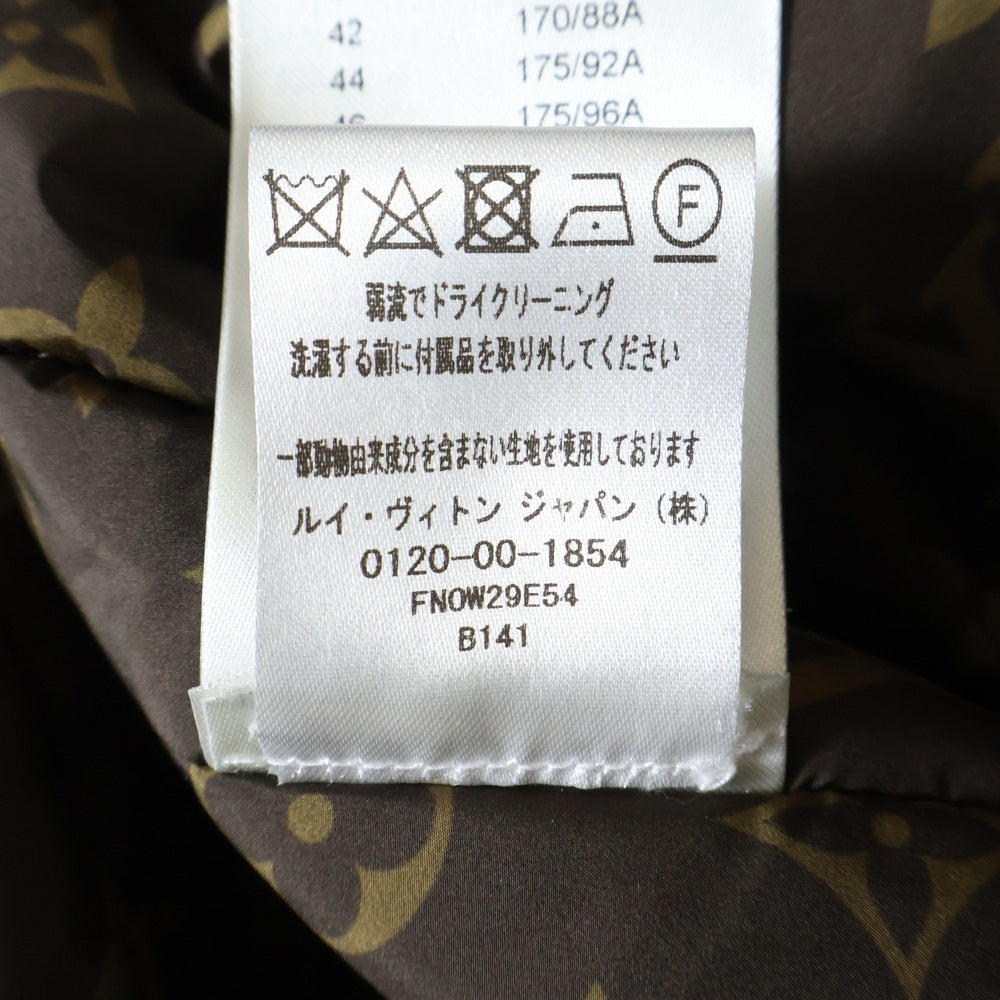 42 170/88A
44 175/92A
46 175/96A
F
弱流でドライクリーニング
洗濯する前に付属品を取り外してください
一部動物由来成分を含まない生地を使用しております
ルイ・ヴィトン ジャパン (株)
0120-00-1854
FNOW29E54
B141